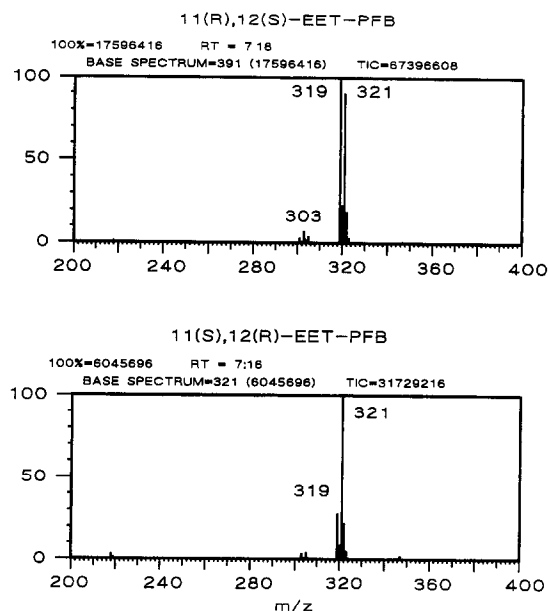 11(R),12(S)-EET-PFB
100%=17596416 RT = 7 16
BASE SPECTRUM=391 (17596416) TIC=67396608
100
319 321
50
303
0
200 240 280 320 360 400
11(S),12(R)-EET-PFB
100%=6045696 RT = 7:16
BASE SPECTRUM=321 (6045696) TIC=31729216
100
321
319
50
0
200 240 280 320 360 400
m/z